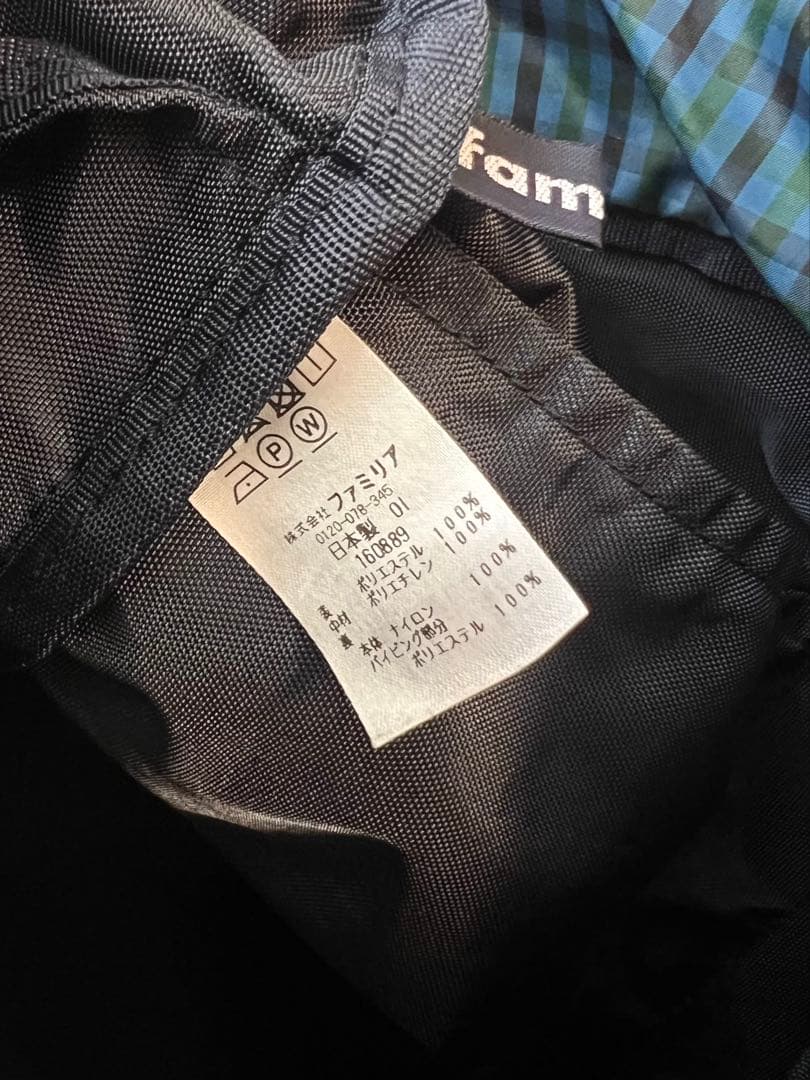 fam
P W
株式会社 ファミリア
0120-078-345
日本製 01
160889
表 ポリエステル 100%
中材 ポリエチレン 100%
裏 本体 ナイロン 100%
パイピング部分
ポリエステル 100%